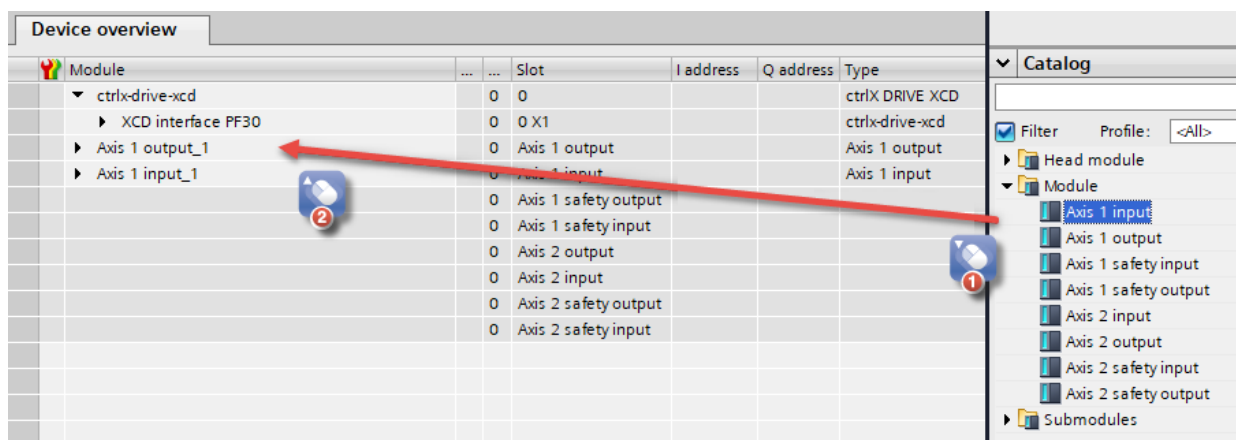 Device overview
Module ... ... Slot I address Q address Type
ctrlx-drive-xcd 0 0 ctrlX DRIVE XCD
XCD interface PF30 0 0 X1 ctrlx-drive-xcd
Axis 1 output_1 0 Axis 1 output Axis 1 output
Axis 1 input_1 0 Axis 1 input Axis 1 input
0 Axis 1 safety output
0 Axis 1 safety input
0 Axis 2 output
0 Axis 2 input
0 Axis 2 safety output
0 Axis 2 safety input
2
1
Catalog
Filter Profile: <All>
Head module
Module
Axis 1 input
Axis 1 output
Axis 1 safety input
Axis 1 safety output
Axis 2 input
Axis 2 output
Axis 2 safety input
Axis 2 safety output
Submodules